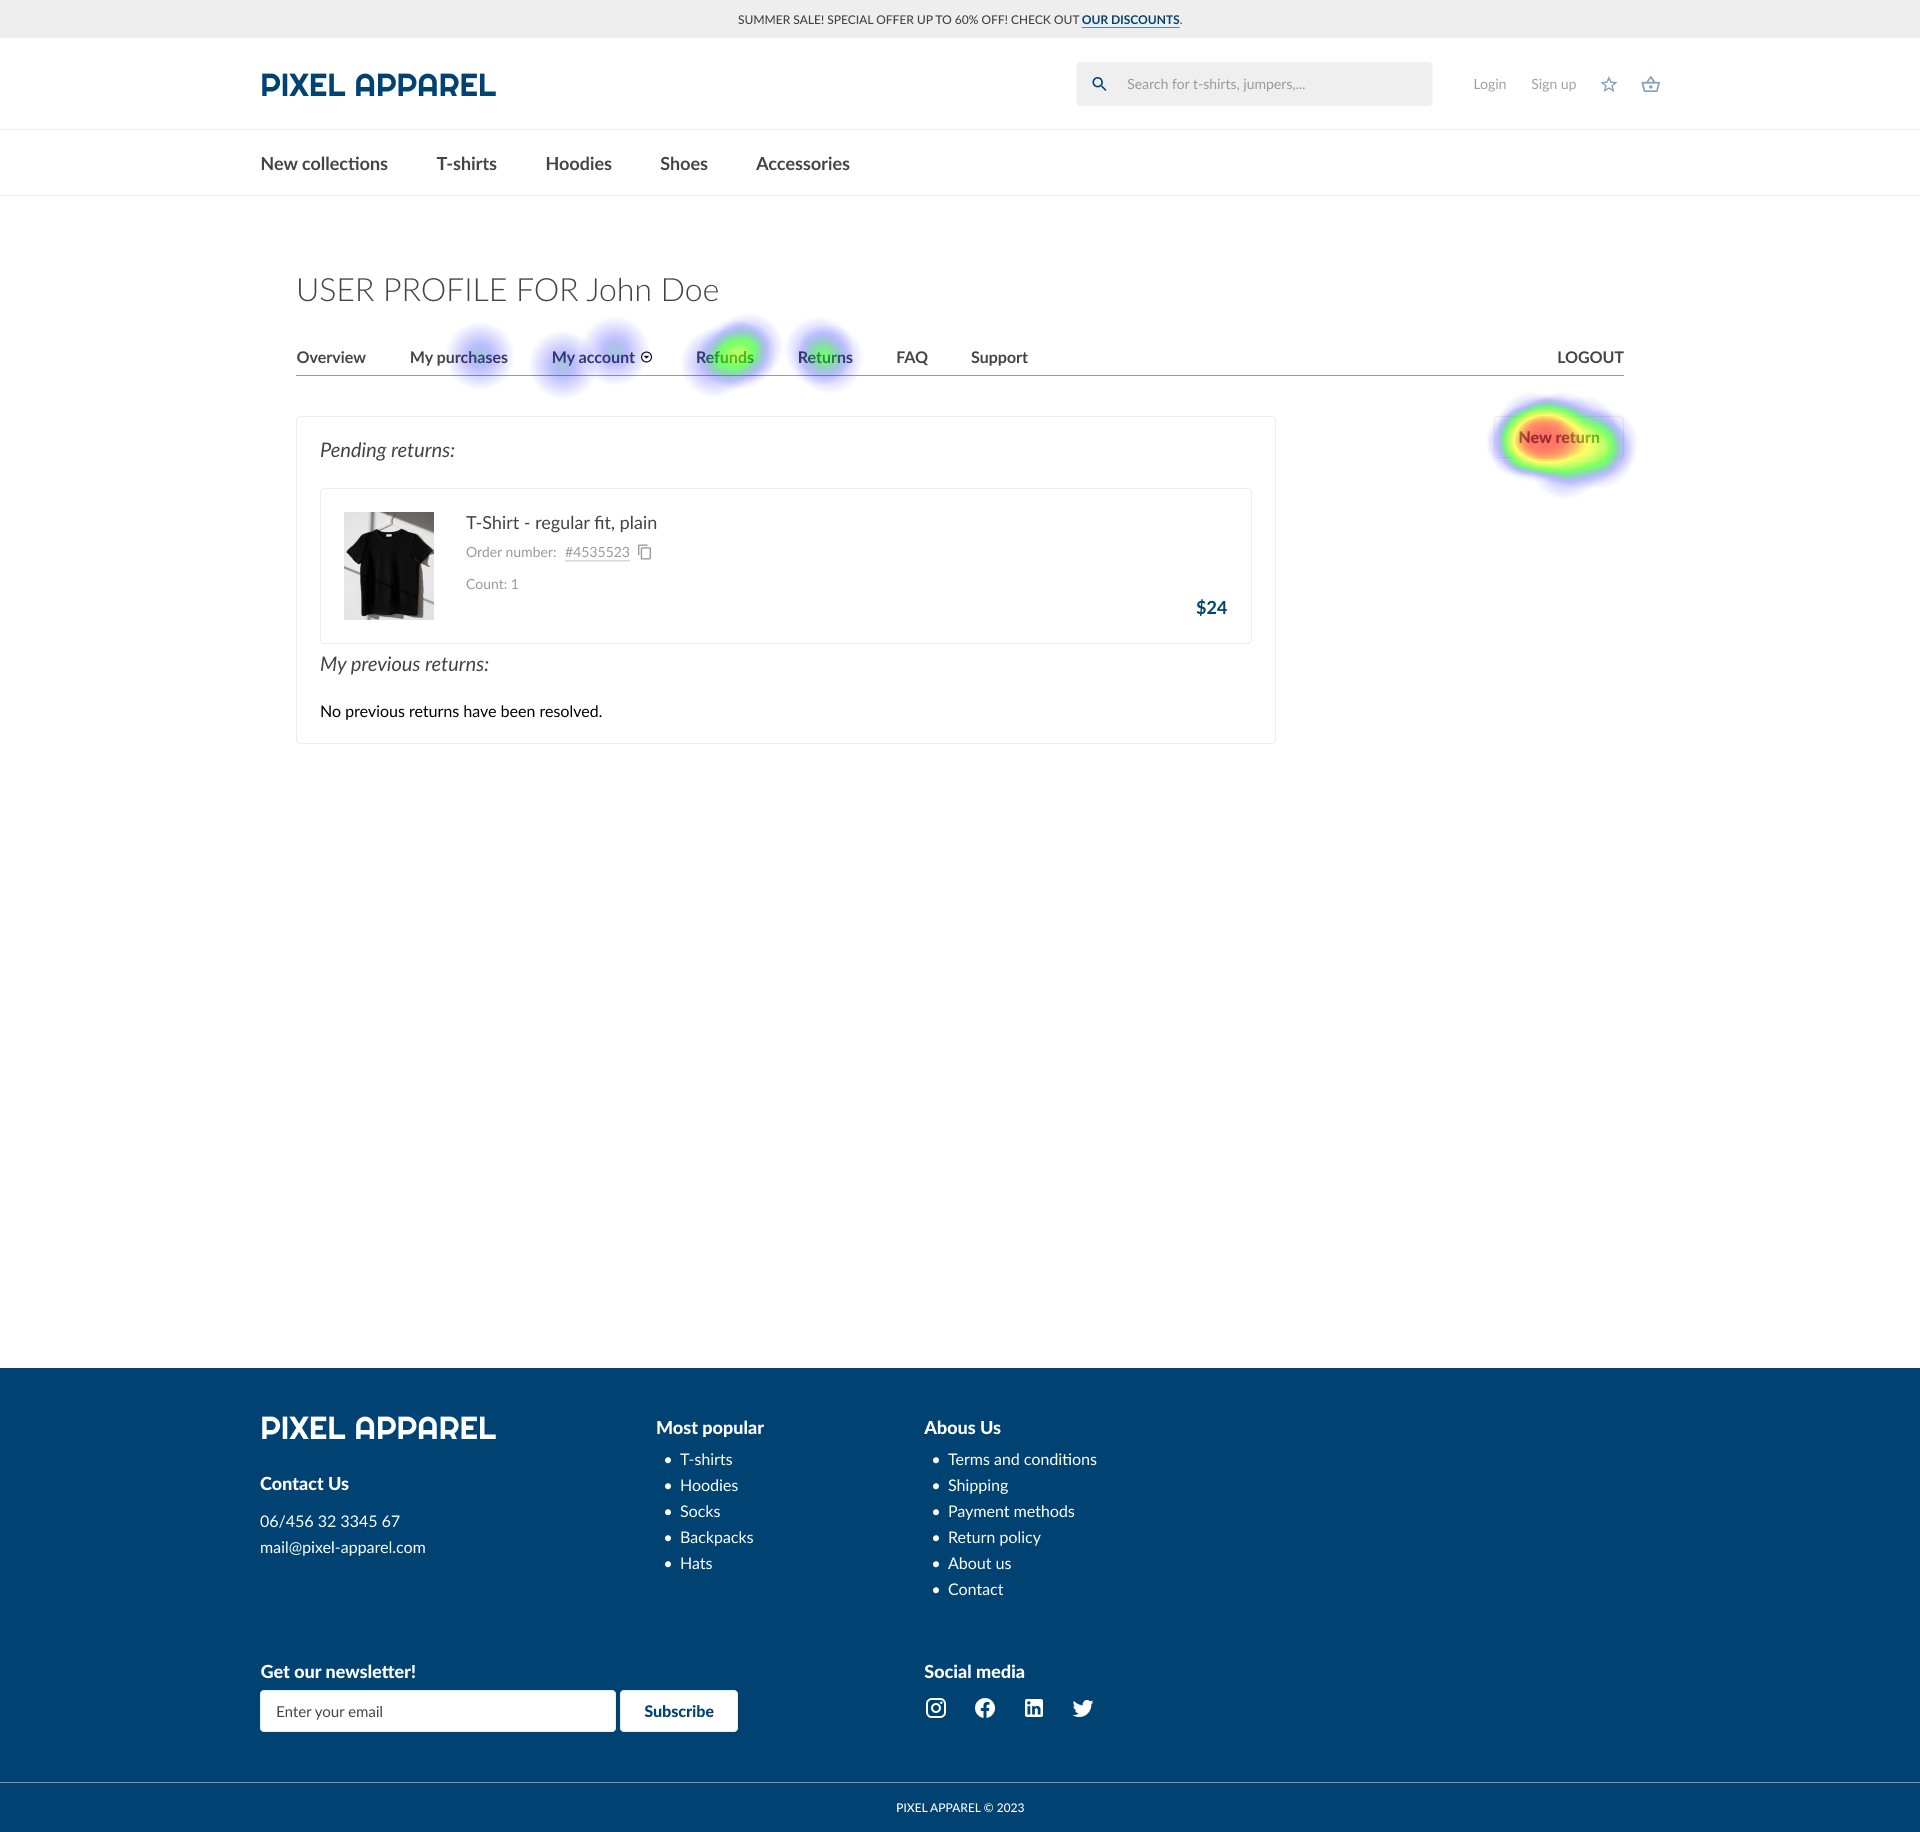 SUMMER SALE! SPECIAL OFFER UP TO 60% OFF! CHECK OUT OUR DISCOUNTS.
PIXEL APPAREL
Search for t-shirts, jumpers,...
Login
Sign up
New collections
T-shirts
Hoodies
Shoes
Accessories
USER PROFILE FOR John Doe
Overview
My purchases
My account
Refunds
Returns
FAQ
Support
LOGOUT
New return
Pending returns:
T-Shirt - regular fit, plain
Order number: #4535523
Count: 1
$24
My previous returns:
No previous returns have been resolved.
PIXEL APPAREL
Contact Us
06/456 32 3345 67
mail@pixel-apparel.com
Most popular
T-shirts
Hoodies
Socks
Backpacks
Hats
Abous Us
Terms and conditions
Shipping
Payment methods
Return policy
About us
Contact
Get our newsletter!
Enter your email
Subscribe
Social media
PIXEL APPAREL © 2023